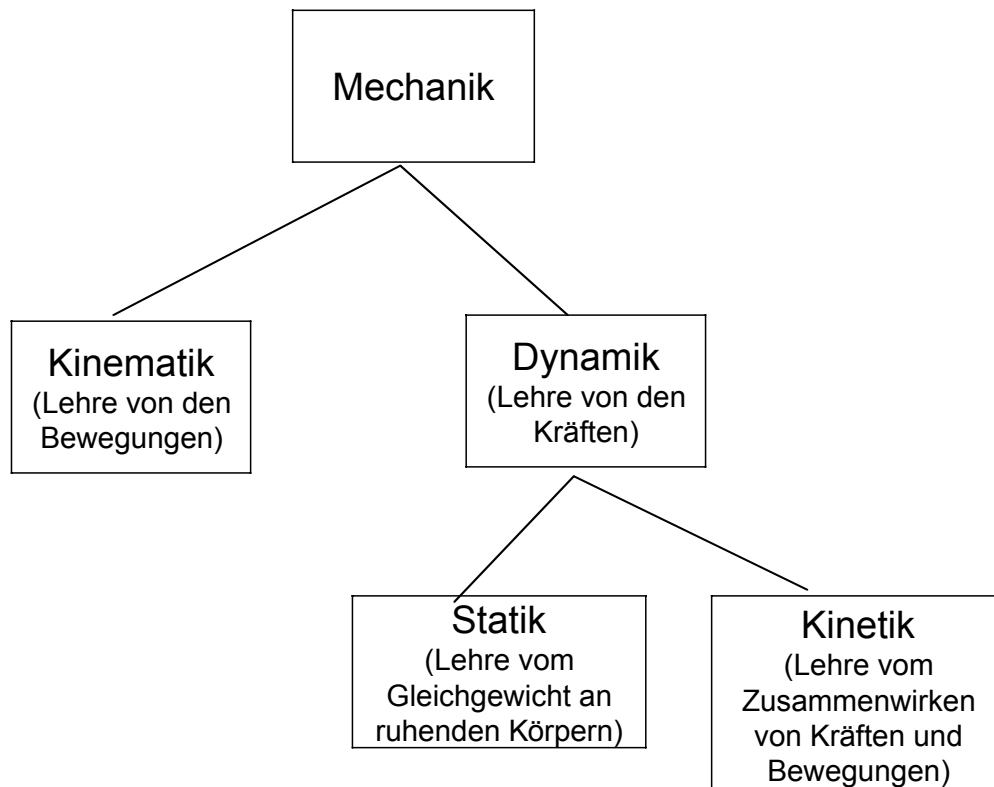 Mechanik
Kinematik
(Lehre von den
Bewegungen)
Dynamik
(Lehre von den
Kräften)
Statik
(Lehre vom
Gleichgewicht an
ruhenden Körpern)
Kinetik
(Lehre vom
Zusammenwirken
von Kräften und
Bewegungen)